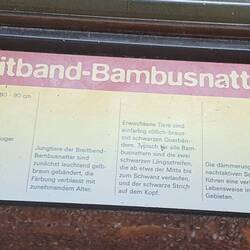 itband-Bambusnatt
80 - 90 cm
uger
Jungtiere der Breitband-
Bambusnatter sind
zunächst leuchtend gelb-
braun gebändert, die
Färbung verblasst mit
zunehmendem Alter.
Erwachsene Tiere sind
einfarbig rötlich-braun
mit schwarzen Querbän-
dern. Typisch für alle Bam-
busnattern sind die zwei
schwarzen Längsstreifen,
die ab etwa der Mitte bis
zum Schwanz verlaufen,
und der schwarze Strich
auf dem Kopf.
Die dämmerung
nachtaktiven Sc
führen eine ver
Lebensweise in
Gebieten.